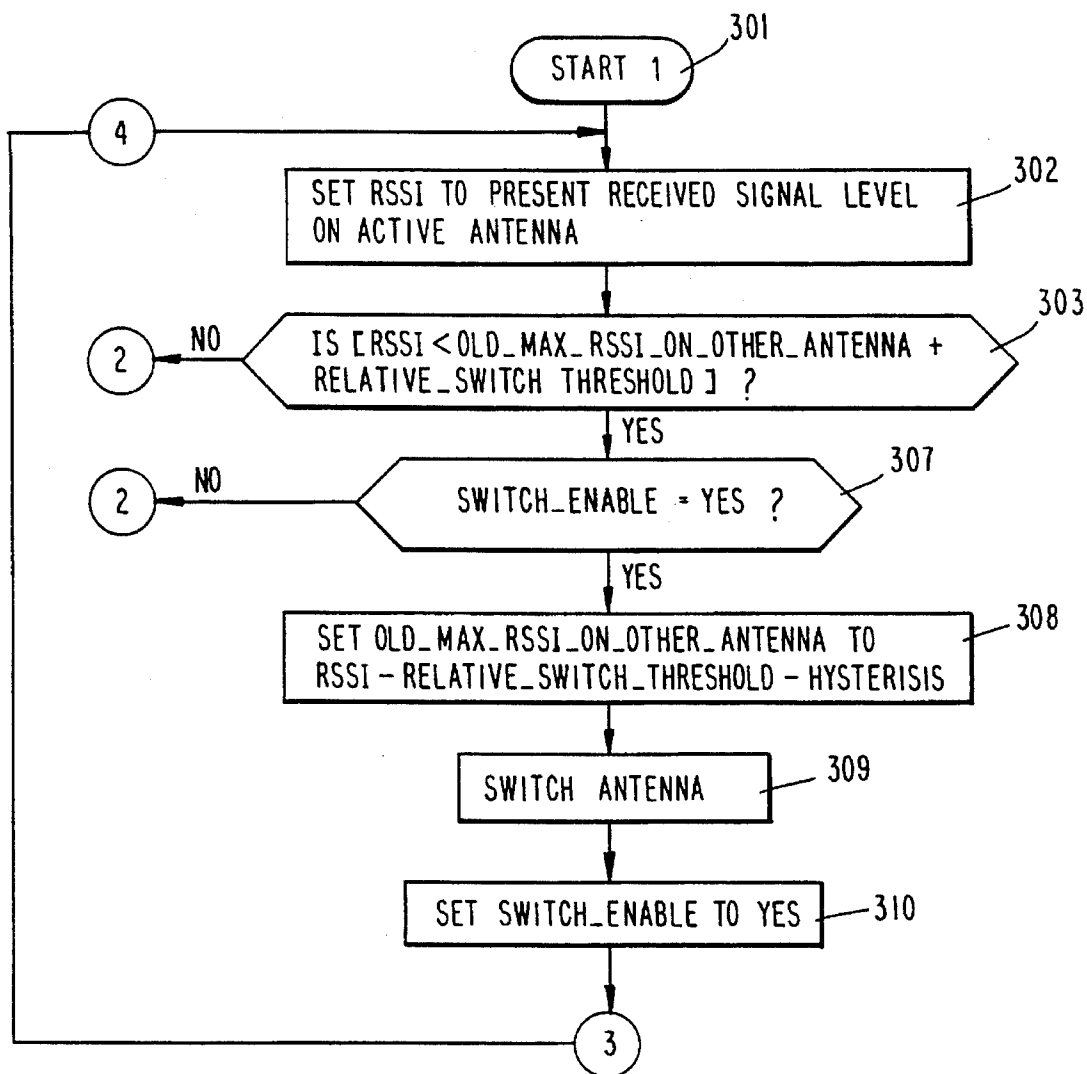 START 1
301
4
SET RSSI TO PRESENT RECEIVED SIGNAL LEVEL
ON ACTIVE ANTENNA
302
303
2
NO
IS [RSSI < OLD_MAX_RSSI_ON_OTHER_ANTENNA +
RELATIVE_SWITCH THRESHOLD] ?
YES
307
2
NO
SWITCH_ENABLE = YES ?
YES
SET OLD_MAX_RSSI_ON_OTHER_ANTENNA TO
RSSI - RELATIVE_SWITCH_THRESHOLD - HYSTERISIS
308
SWITCH ANTENNA
309
SET SWITCH_ENABLE TO YES
310
3